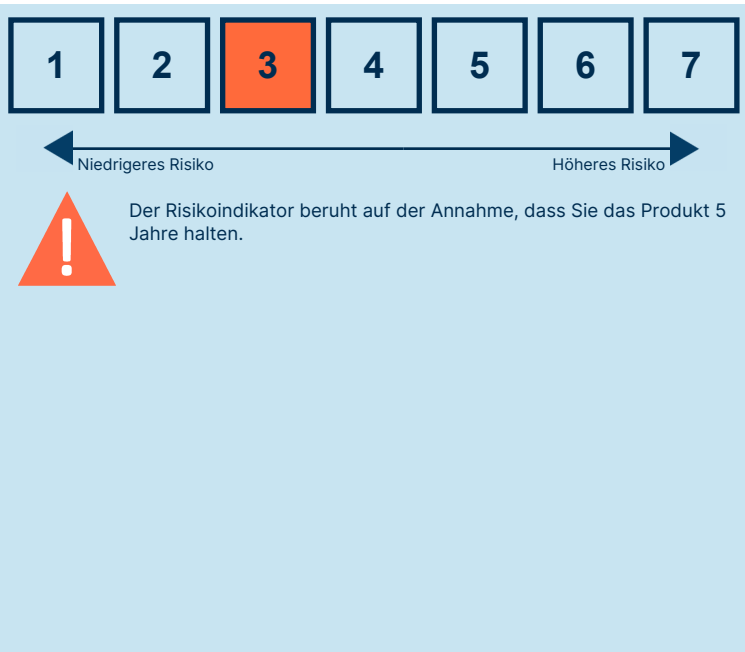 1 2 3 4 5 6 7
Niedrigeres Risiko Höheres Risiko
!
Der Risikoindikator beruht auf der Annahme, dass Sie das Produkt 5
Jahre halten.